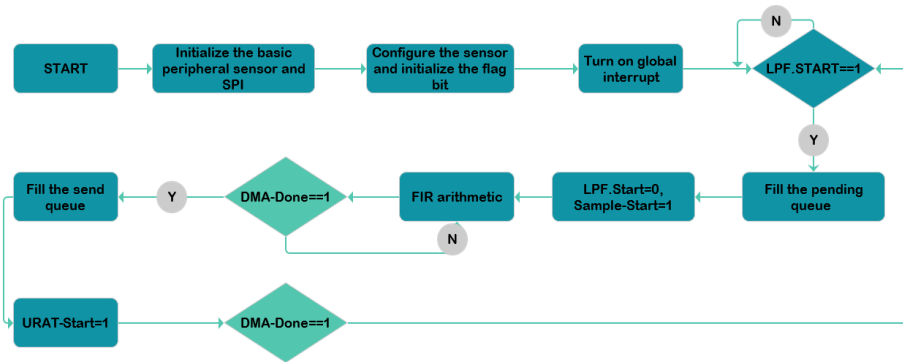 START
Initialize the basic
peripheral sensor and
SPI
Configure the sensor
and initialize the flag
bit
Turn on global
interrupt
N
LPF.START==1
Y
Fill the send
queue
Y
DMA-Done==1
N
FIR arithmetic
LPF.Start=0,
Sample-Start=1
Fill the pending
queue
URAT-Start=1
DMA-Done==1